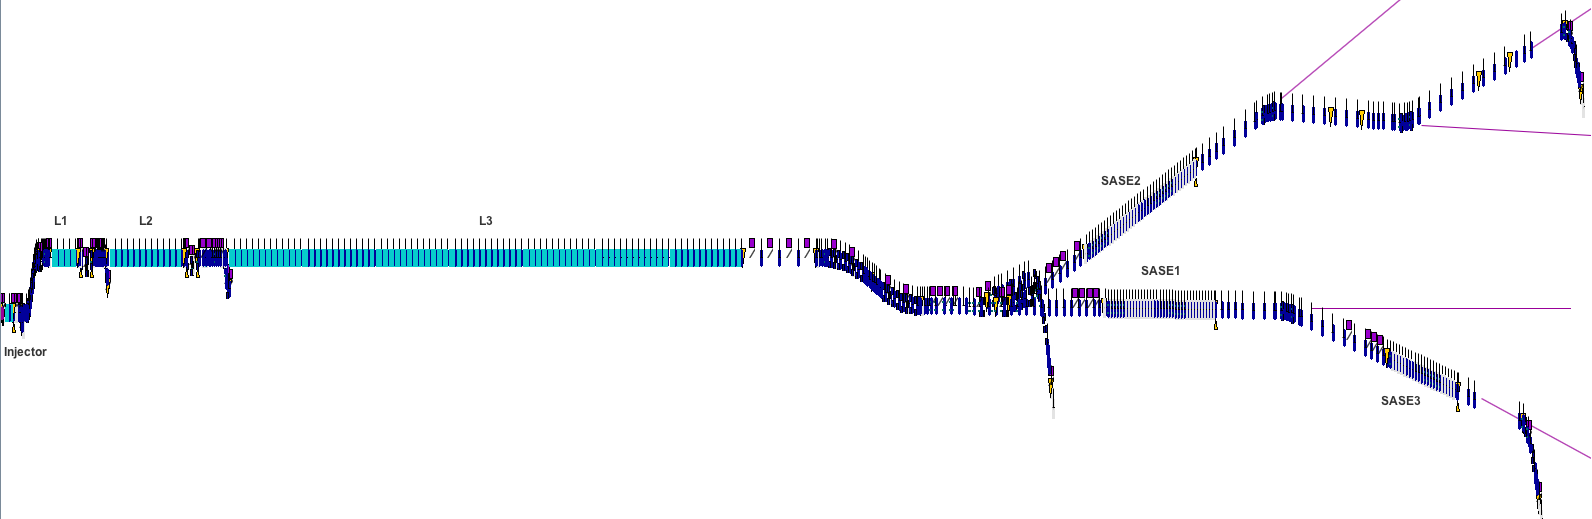 SASE2
L1
L2
L3
SASE1
Injector
SASE3